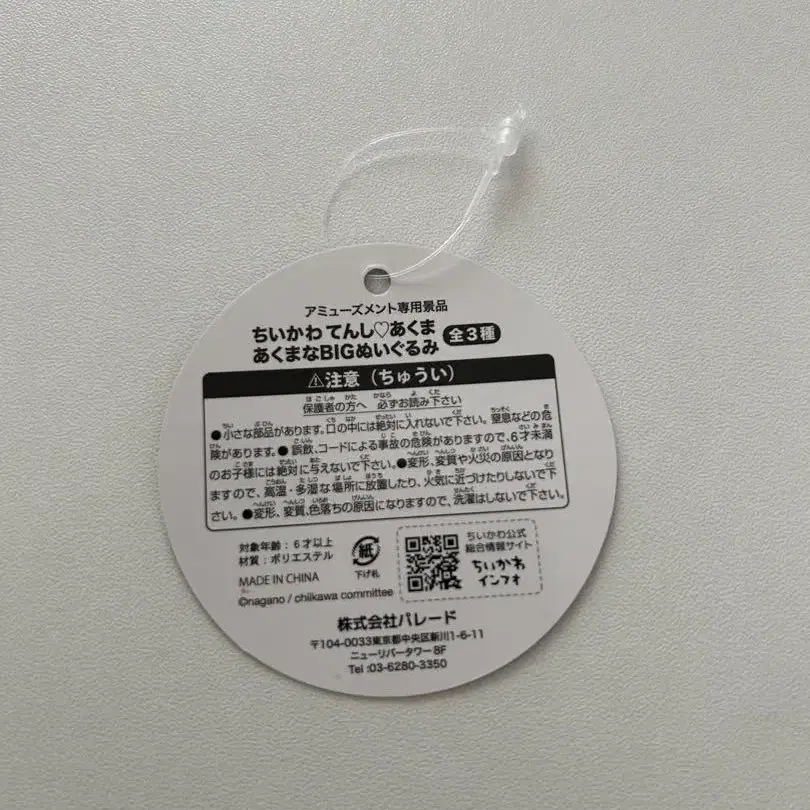 アミューズメント専用景品
ちいかわ てんし♡あくま
あくまなBIGぬいぐるみ 全3種
⚠注意（ちゅうい）
保護者の方へ 必ずお読み下さい
●小さな部品があります。口の中には絶対に入れないで下さい。窒息などの危
険があります。●誤飲、コードによる事故の危険がありますので、6才未満
のお子様には絶対に与えないで下さい。●変形、変質や火災の原因となり
ますので、高温・多湿な場所に放置したり、火気に近づけたりしないで下
さい。●変形、変質、色落ちの原因になりますので、洗濯はしないで下さい。
対象年齢：6才以上
材質：ポリエステル
MADE IN CHINA
©nagano / chiikawa committee
紙
下げ札
ちいかわ公式
総合情報サイト
ちいかわ
インフォ
株式会社パレード
〒104-0033東京都中央区新川1-6-11
ニューリバータワー8F
Tel :03-6280-3350